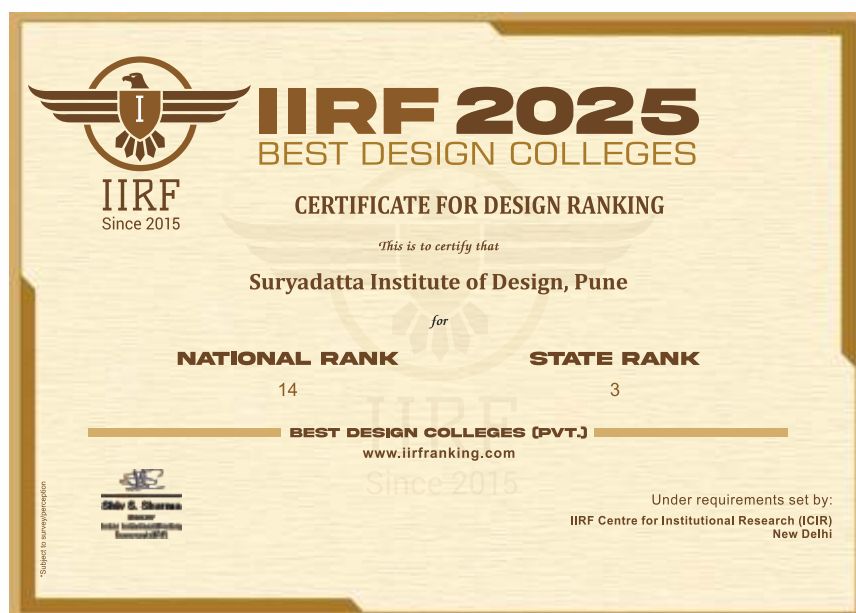 I
IIRF
Since 2015
IIRF 2025
BEST DESIGN COLLEGES
CERTIFICATE FOR DESIGN RANKING
This is to certify that
Suryadatta Institute of Design, Pune
for
NATIONAL RANK
14
STATE RANK
3
BEST DESIGN COLLEGES (PVT.)
www.iirfranking.com
IIRF
Since 2015
Shiv S. Sharma
Under requirements set by:
IIRF Centre for Institutional Research (ICIR)
New Delhi
*Subject to survey/perception